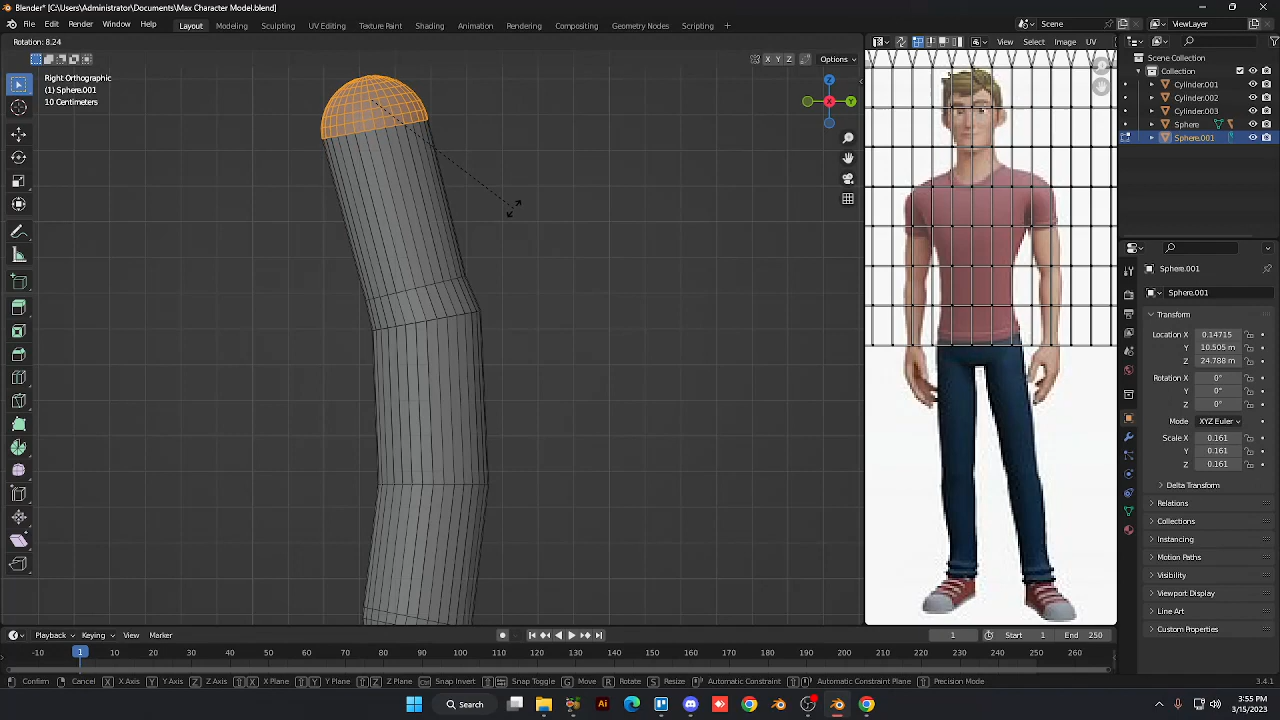 Blender* [C:\Users\Administrator\Documents\Max Character Model.blend]
File Edit Render Window Help Layout Modeling Sculpting UV Editing Texture Paint Shading Animation Rendering Compositing Geometry Nodes Scripting + Scene ViewLayer
Rotation: 8.24 View Select Image UV
X Y Z Options
Right Orthographic
(1) Sphere.001
10 Centimeters
Z
X Y
Scene Collection
Collection
Cylinder.001
Cylinder.002
Cylinder.003
Sphere
Sphere.001
Sphere.001
Sphere.001
Transform
Location X 0.14715
Y 10.505 m
Z 24.788 m
Rotation X 0°
Y 0°
Z 0°
Mode XYZ Euler
Scale X 0.161
Y 0.161
Z 0.161
Delta Transform
Relations
Collections
Instancing
Motion Paths
Visibility
Viewport Display
Line Art
Custom Properties
Playback Keying View Marker 1 Start 1 End 250
-10 1 10 20 30 40 50 60 70 80 90 100 110 120 130 140 150 160 170 180 190 200 210 220 230 240 250 260
Confirm Cancel X X Axis Y Y Axis Z Z Axis X X Plane Y Y Plane Z Z Plane Snap Invert Snap Toggle G Move R Rotate S Resize Automatic Constraint Automatic Constraint Plane Precision Mode 3.4.1
Search
3:55 PM
3/15/2023